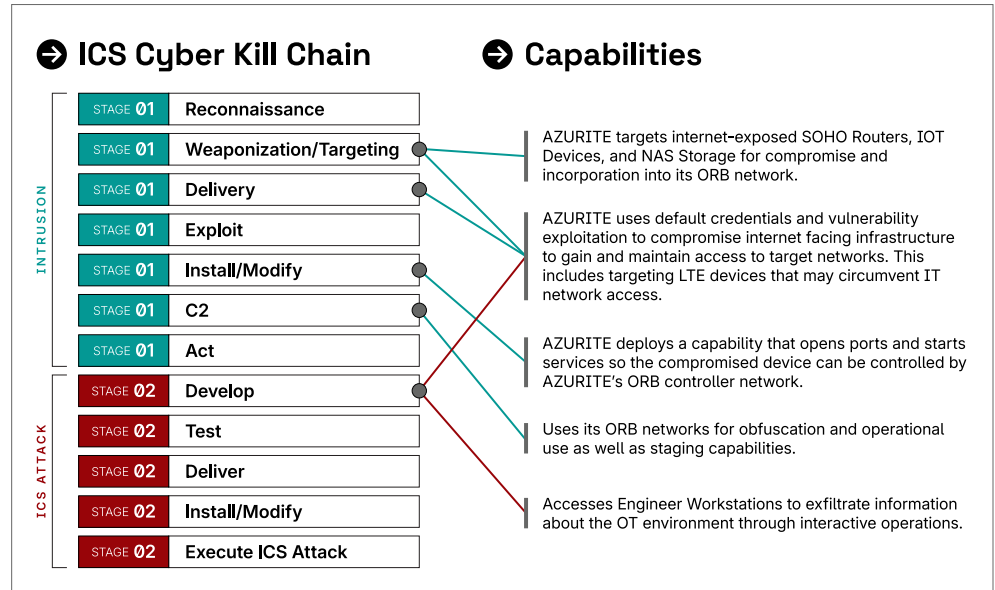 ICS Cyber Kill Chain
INTRUSION
STAGE 01 Reconnaissance
STAGE 01 Weaponization/Targeting
STAGE 01 Delivery
STAGE 01 Exploit
STAGE 01 Install/Modify
STAGE 01 C2
STAGE 01 Act
ICS ATTACK
STAGE 02 Develop
STAGE 02 Test
STAGE 02 Deliver
STAGE 02 Install/Modify
STAGE 02 Execute ICS Attack
Capabilities
AZURITE targets internet-exposed SOHO Routers, IOT
Devices, and NAS Storage for compromise and
incorporation into its ORB network.
AZURITE uses default credentials and vulnerability
exploitation to compromise internet facing infrastructure
to gain and maintain access to target networks. This
includes targeting LTE devices that may circumvent IT
network access.
AZURITE deploys a capability that opens ports and starts
services so the compromised device can be controlled by
AZURITE's ORB controller network.
Uses its ORB networks for obfuscation and operational
use as well as staging capabilities.
Accesses Engineer Workstations to exfiltrate information
about the OT environment through interactive operations.